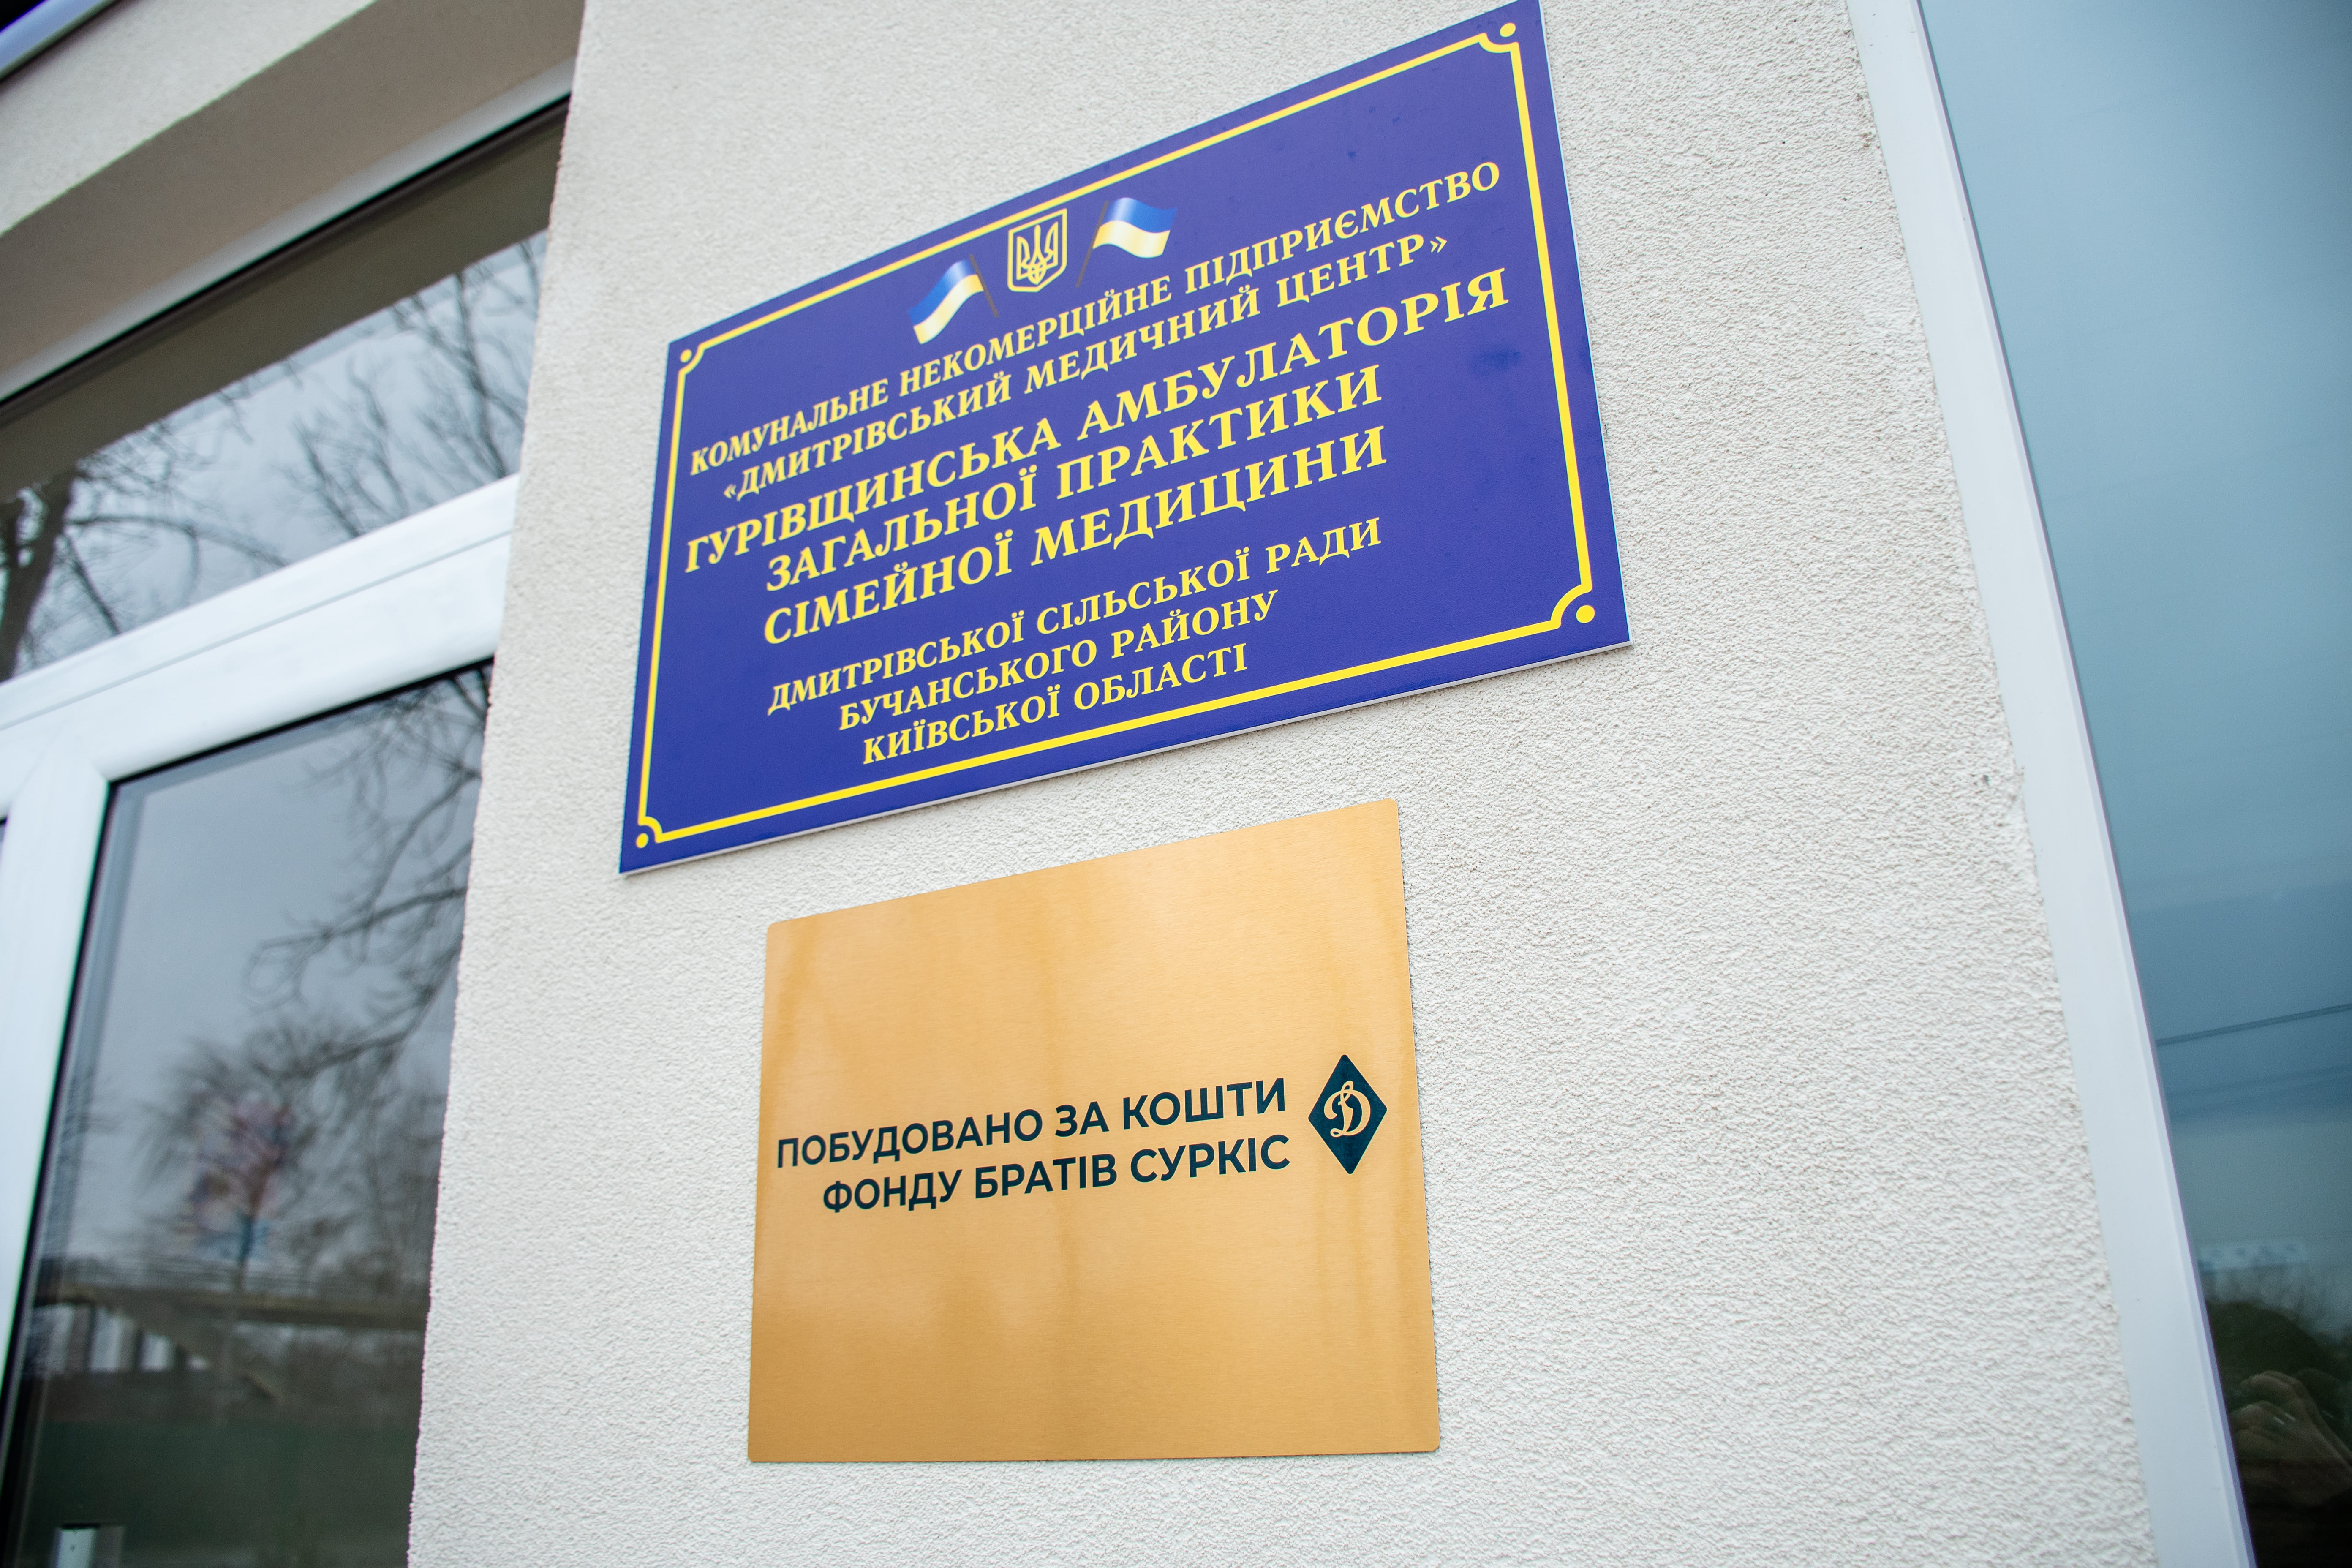 КОМУНАЛЬНЕ НЕКОМЕРЦІЙНЕ ПІДПРИЄМСТВО
«ДМИТРІВСЬКИЙ МЕДИЧНИЙ ЦЕНТР»
ГУРІВЩИНСЬКА АМБУЛАТОРІЯ
ЗАГАЛЬНОЇ ПРАКТИКИ
СІМЕЙНОЇ МЕДИЦИНИ
ДМИТРІВСЬКОЇ СІЛЬСЬКОЇ РАДИ
БУЧАНСЬКОГО РАЙОНУ
КИЇВСЬКОЇ ОБЛАСТІ
ПОБУДОВАНО ЗА КОШТИ
ФОНДУ БРАТІВ СУРКІС
Д